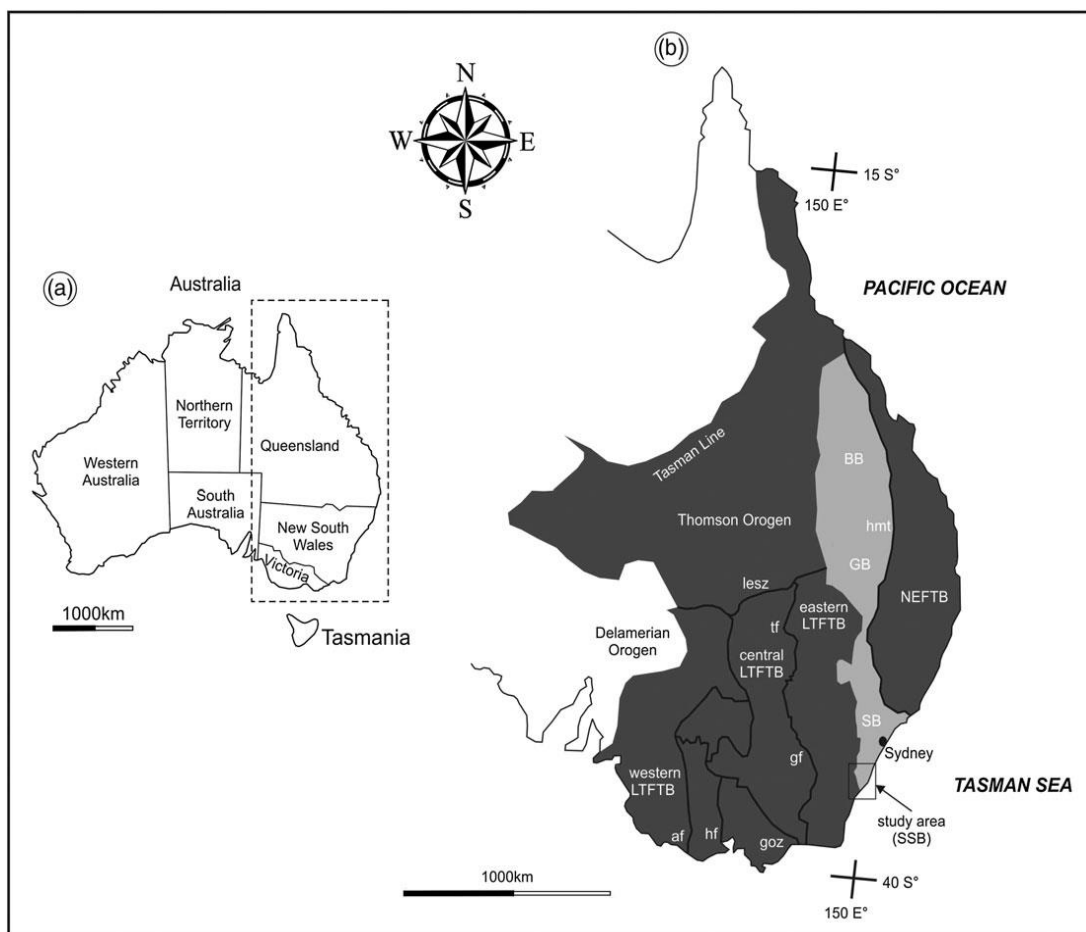 (a)
Australia
Northern
Territory
Queensland
Western
Australia
South
Australia
New South
Wales
Victoria
1000km
Tasmania
N
W
E
S
(b)
15 S°
150 E°
PACIFIC OCEAN
Tasman Line
BB
Thomson Orogen
hmt
GB
lesz
eastern
LTFTB
NEFTB
Delamerian
Orogen
tf
central
LTFTB
SB
Sydney
western
LTFTB
gf
TASMAN SEA
study area
(SSB)
af
hf
goz
1000km
40 S°
150 E°